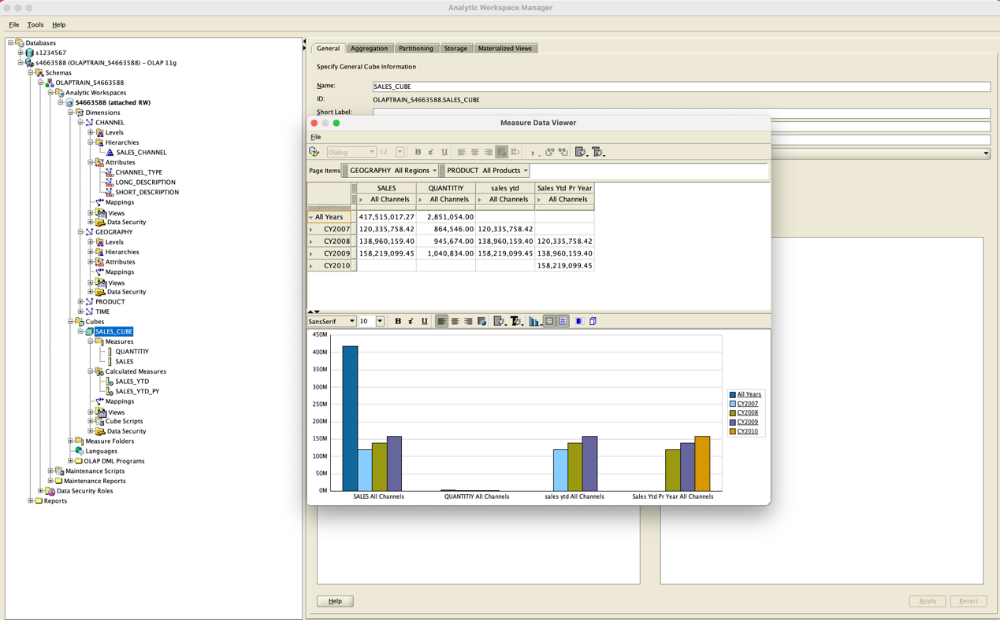 Analytic Workspace Manager
File Tools Help
Databases
s1234567
s4663588 (OLAPTRAIN_S4663588) - OLAP 11g
Schemas
OLAPTRAIN_S4663588
Analytic Workspaces
S4663588 (attached RW)
Dimensions
CHANNEL
Levels
Hierarchies
SALES_CHANNEL
Attributes
CHANNEL_TYPE
LONG_DESCRIPTION
SHORT_DESCRIPTION
Mappings
Views
Data Security
GEOGRAPHY
Levels
Hierarchies
Attributes
Mappings
Views
Data Security
PRODUCT
TIME
Cubes
SALES_CUBE
Measures
QUANTITIY
SALES
Calculated Measures
SALES_YTD
SALES_YTD_PY
Mappings
Views
Cube Scripts
Data Security
Measure Folders
Languages
OLAP DML Programs
Maintenance Scripts
Maintenance Reports
Data Security Roles
Reports
General Aggregation Partitioning Storage Materialized Views
Specify General Cube Information
Name: SALES_CUBE
ID: OLAPTRAIN_S4663588.SALES_CUBE
Short Label:
Measure Data Viewer
File
Dialog 12 B i U
Page Items GEOGRAPHY All Regions PRODUCT All Products
SALES QUANTITIY sales ytd Sales Ytd Pr Year
All Channels All Channels All Channels All Channels
All Years 417,515,017.27 2,851,054.00
CY2007 120,335,758.42 864,546.00 120,335,758.42
CY2008 138,960,159.40 945,674.00 138,960,159.40 120,335,758.42
CY2009 158,219,099.45 1,040,834.00 158,219,099.45 138,960,159.40
CY2010 158,219,099.45
SansSerif 10 B i U
450M
400M
350M
300M
250M
200M
150M
100M
50M
0M
SALES All Channels QUANTITIY All Channels sales ytd All Channels Sales Ytd Pr Year All Channels
All Years
CY2007
CY2008
CY2009
CY2010
Help Apply Revert